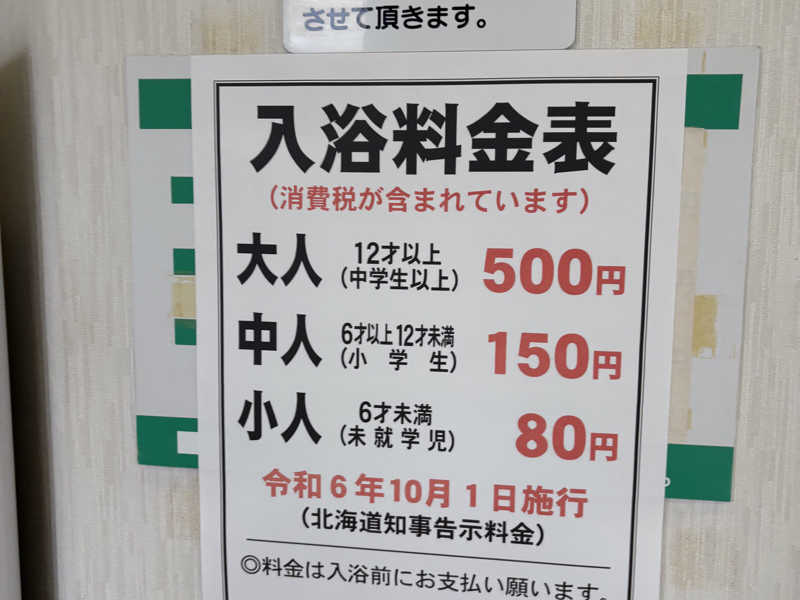 させて頂きます。
入浴料金表
（消費税が含まれています）
大人 12才以上 （中学生以上） 500円
中人 6才以上12才未満 （小学生） 150円
小人 6才未満 （未就学児） 80円
令和6年10月1日施行
（北海道知事告示料金）
◎料金は入浴前にお支払い願います。